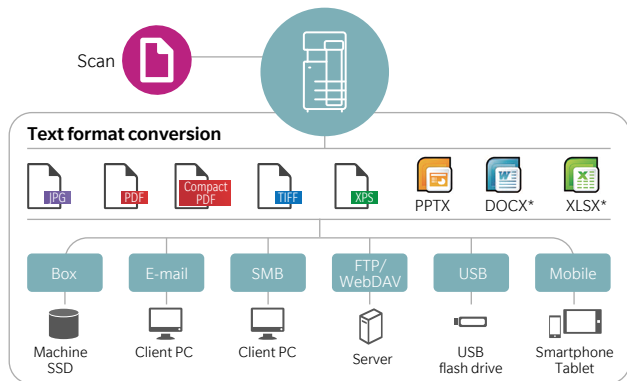 Scan
Text format conversion
JPG
PDF
Compact
PDF
TIFF
XPS
PPTX
DOCX*
XLSX*
Box
E-mail
SMB
FTP/
WebDAV
USB
Mobile
Machine
SSD
Client PC
Client PC
Server
USB
flash drive
Smartphone
Tablet